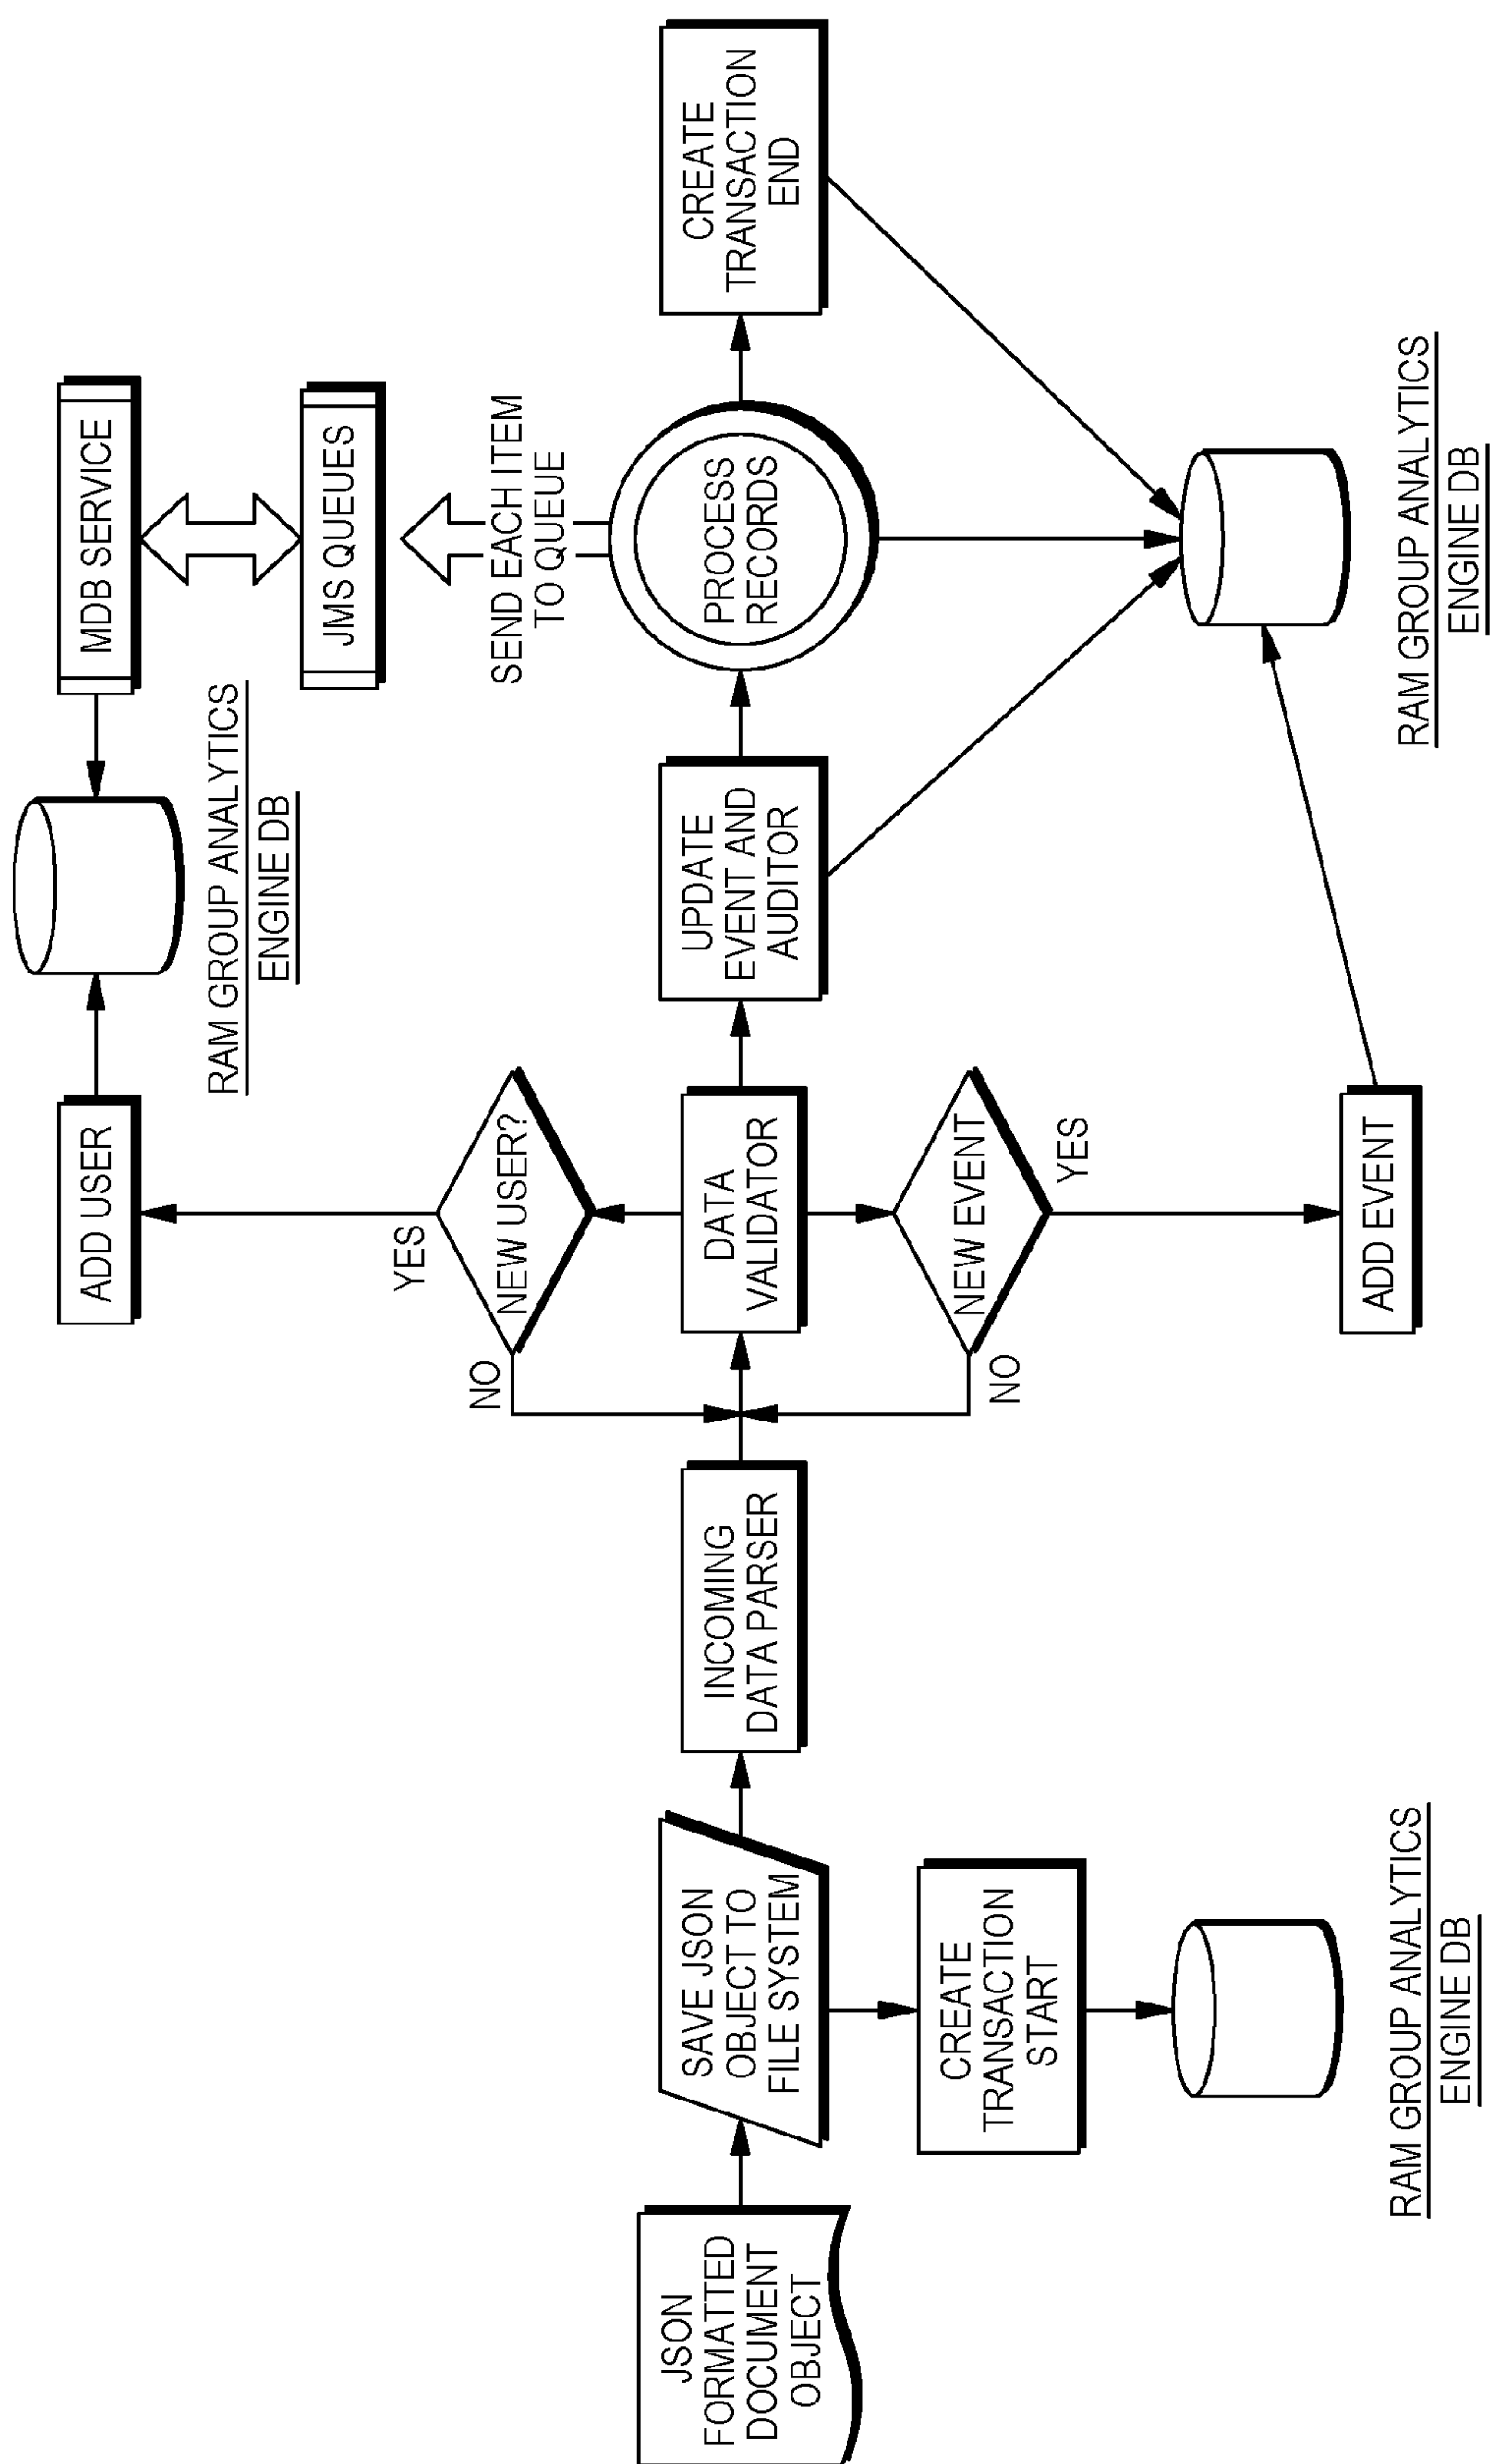 JSON
FORMATTED
DOCUMENT
OBJECT
SAVE JSON
OBJECT TO
FILE SYSTEM
CREATE
TRANSACTION
START
RAM GROUP ANALYTICS
ENGINE DB
INCOMING
DATA PARSER
NO
NO
DATA
VALIDATOR
NEW USER?
YES
ADD USER
NEW EVENT
YES
ADD EVENT
RAM GROUP ANALYTICS
ENGINE DB
UPDATE
EVENT AND
AUDITOR
MDB SERVICE
JMS QUEUES
SEND EACH ITEM
TO QUEUE
PROCESS
RECORDS
CREATE
TRANSACTION
END
RAM GROUP ANALYTICS
ENGINE DB